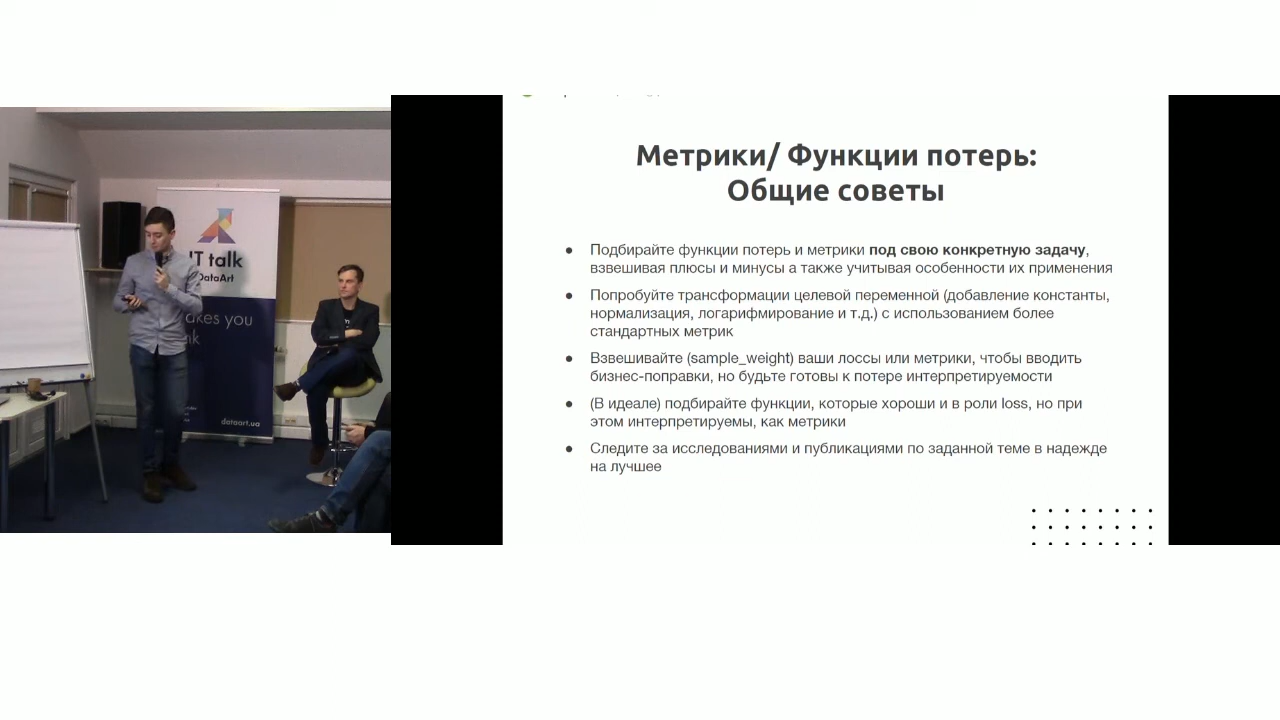 IT talk
DataArt
akes you
nk
dataart.ua
Метрики/ Функции потерь:
Общие советы
● Подбирайте функции потерь и метрики под свою конкретную задачу,
взвешивая плюсы и минусы а также учитывая особенности их применения
● Попробуйте трансформации целевой переменной (добавление константы,
нормализация, логарифмирование и т.д.) с использованием более
стандартных метрик
● Взвешивайте (sample_weight) ваши лоссы или метрики, чтобы вводить
бизнес-поправки, но будьте готовы к потере интерпретируемости
● (В идеале) подбирайте функции, которые хороши и в роли loss, но при
этом интерпретируемы, как метрики
● Следите за исследованиями и публикациями по заданной теме в надежде
на лучшее